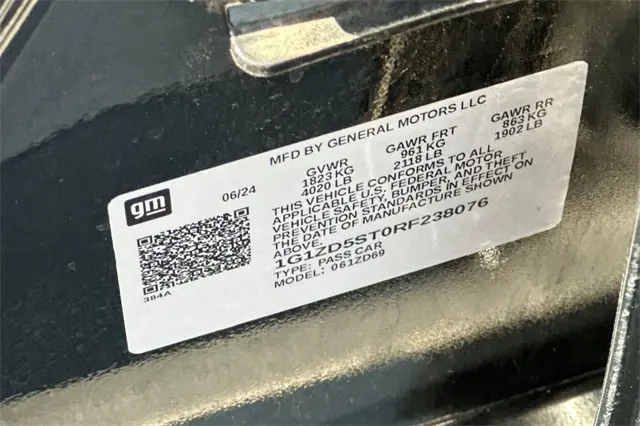 MFD BY GENERAL MOTORS LLC
gm
06/24
GVWR
1823 KG
4020 LB
GAWR FRT
961 KG
2118 LB
GAWR RR
863 KG
1902 LB
THIS VEHICLE CONFORMS TO ALL
APPLICABLE U.S. FEDERAL MOTOR
VEHICLE SAFETY, BUMPER, AND THEFT
PREVENTION STANDARDS IN EFFECT ON
THE DATE OF MANUFACTURE SHOWN
ABOVE.
1G1ZD5ST0RF238076
TYPE: PASS CAR
MODEL: 061ZD69
384A